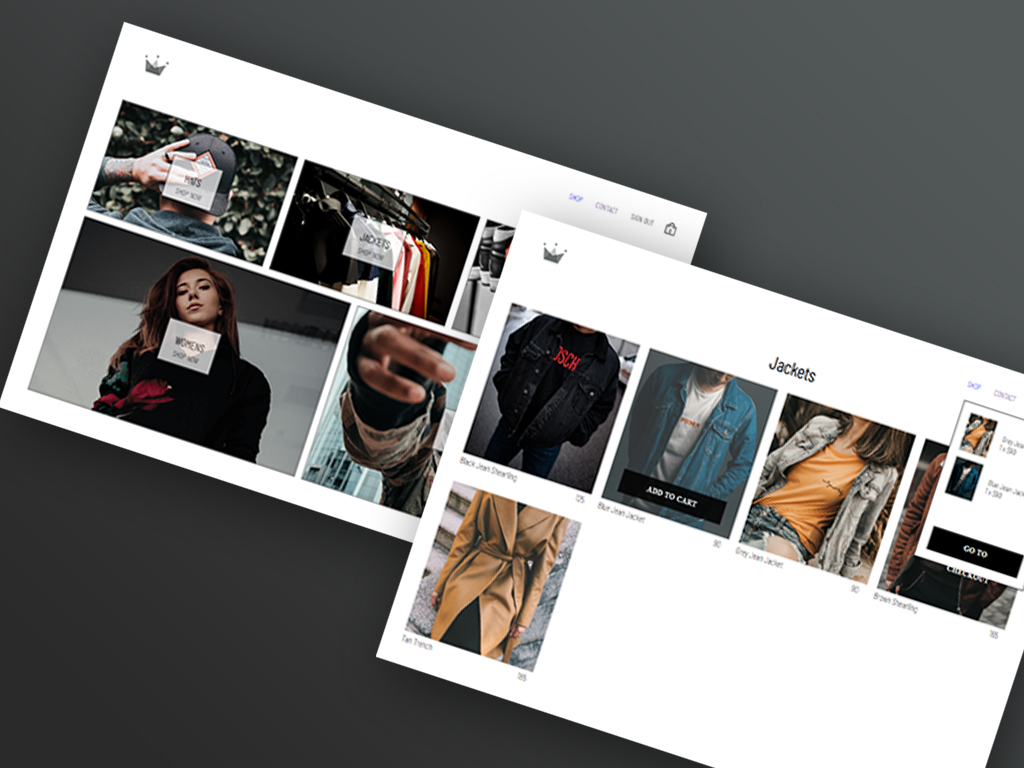 SHOP
CONTACT
SIGN OUT
HATS
SHOP NOW
JACKETS
SHOP NOW
WOMENS
SHOP NOW
Jackets
SHOP
CONTACT
Grey Jean
1 x $90
Blue Jean Jack
1 x $90
GO TO
CHECKOUT
Black Jean Shearling
125
ADD TO CART
Blue Jean Jacket
90
Grey Jean Jacket
90
Brown Shearling
165
Tan Trench
185